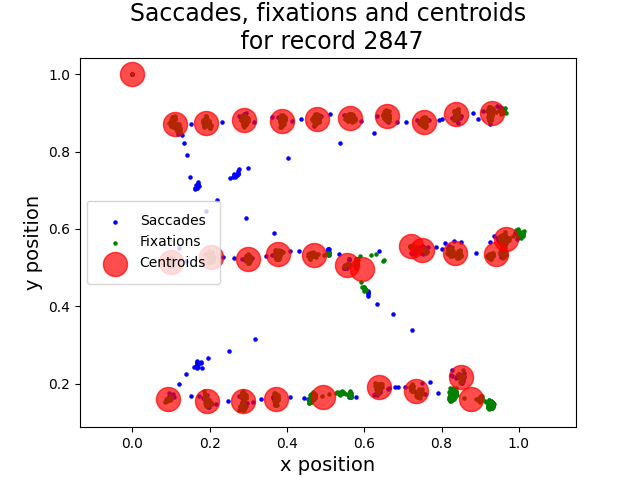 Saccades, fixations and centroids
for record 2847
y position
1.0
0.8
0.6
0.4
0.2
Saccades
Fixations
Centroids
0.0 0.2 0.4 0.6 0.8 1.0
x position